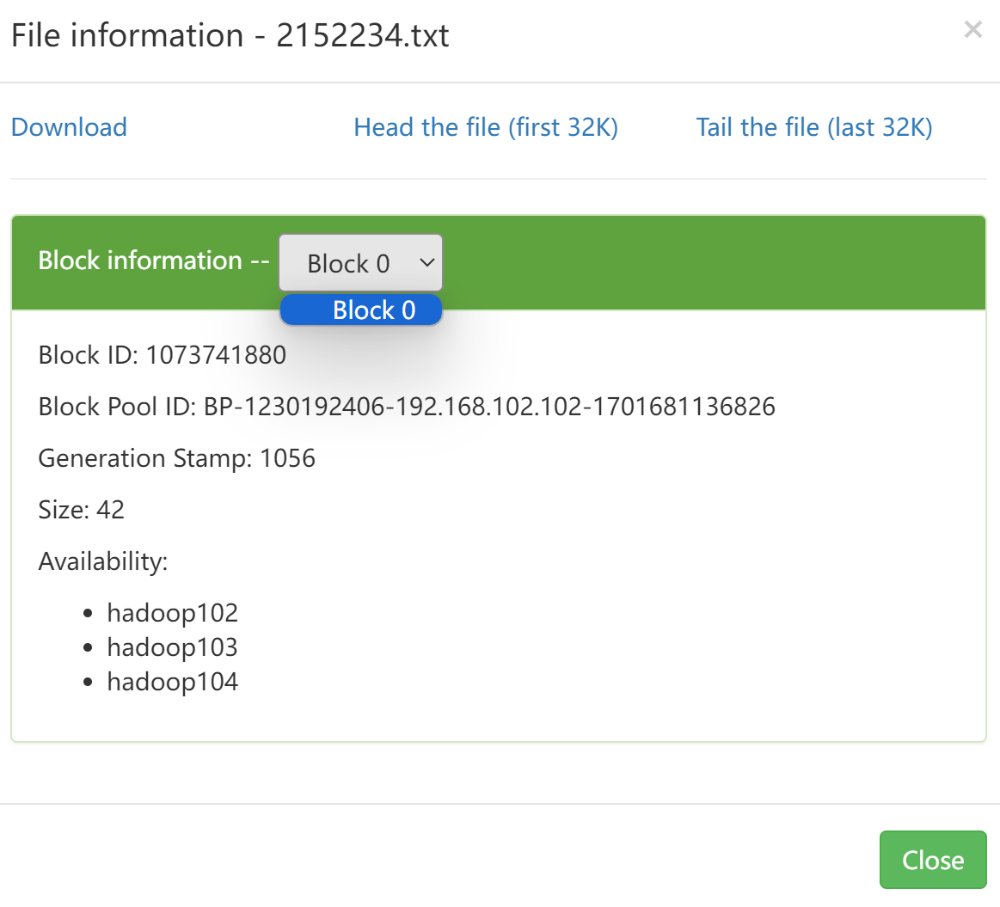 File information - 2152234.txt ×
Download Head the file (first 32K) Tail the file (last 32K)
Block information -- Block 0
Block 0
Block ID: 1073741880
Block Pool ID: BP-1230192406-192.168.102.102-1701681136826
Generation Stamp: 1056
Size: 42
Availability:
• hadoop102
• hadoop103
• hadoop104
Close